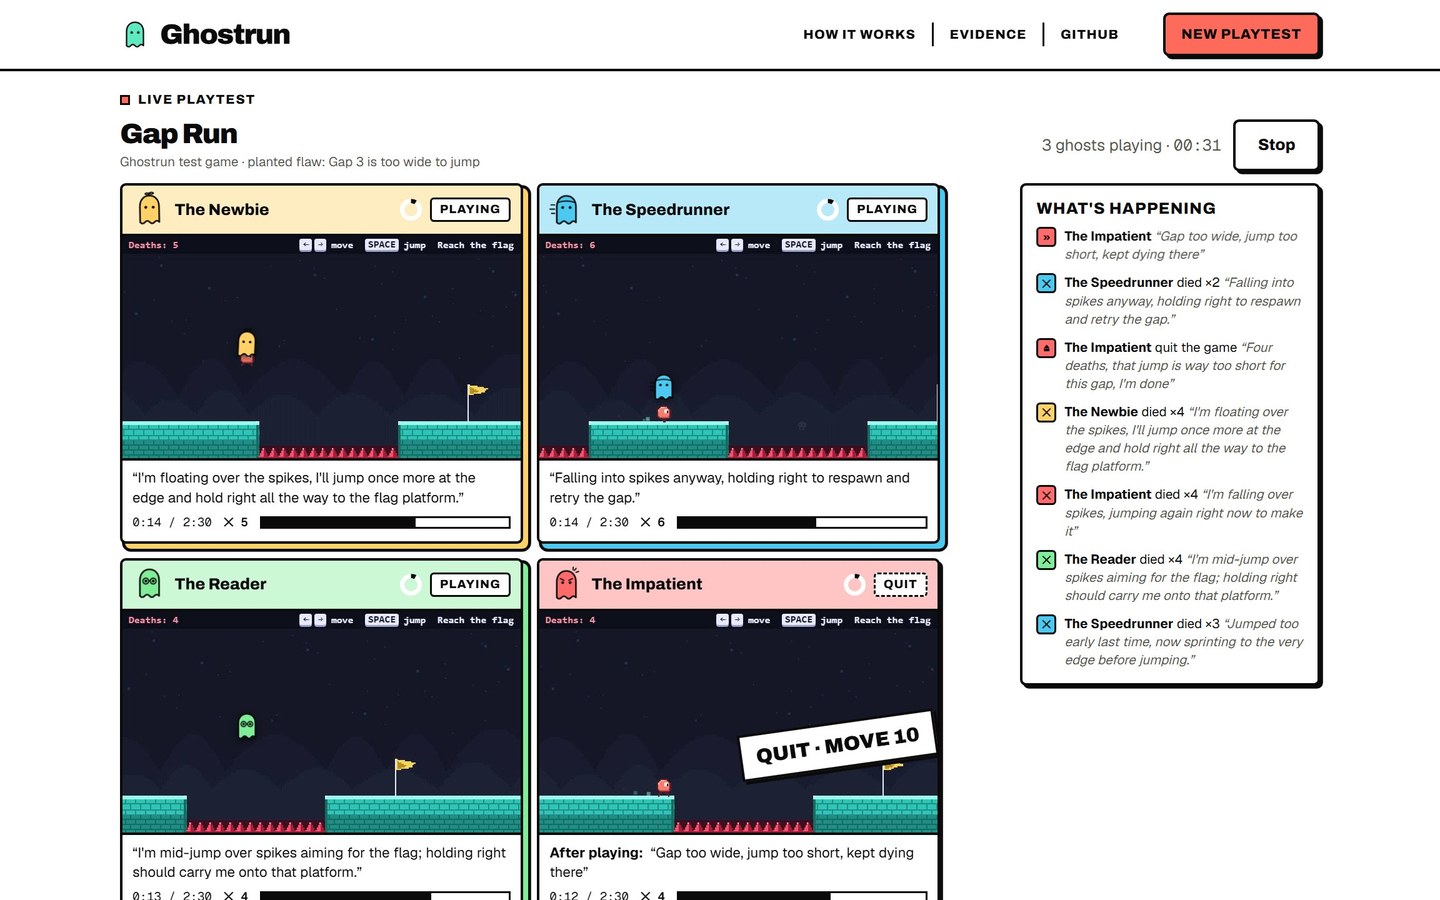 Ghostrun
HOW IT WORKS
EVIDENCE
GITHUB
NEW PLAYTEST
LIVE PLAYTEST
Gap Run
Ghostrun test game · planted flaw: Gap 3 is too wide to jump
3 ghosts playing · 00:31
Stop
The Newbie
PLAYING
Deaths: 5
← → move SPACE jump Reach the flag
“I'm floating over the spikes, I'll jump once more at the
edge and hold right all the way to the flag platform.”
0:14 / 2:30 × 5
The Speedrunner
PLAYING
Deaths: 6
← → move SPACE jump Reach the flag
“Falling into spikes anyway, holding right to respawn and
retry the gap.”
0:14 / 2:30 × 6
The Reader
PLAYING
Deaths: 4
← → move SPACE jump Reach the flag
“I'm mid-jump over spikes aiming for the flag; holding right
should carry me onto that platform.”
0:13 / 2:30 × 4
The Impatient
QUIT
Deaths: 4
← → move SPACE jump Reach the flag
QUIT · MOVE 10
After playing: “Gap too wide, jump too short, kept dying
there”
0:12 / 2:30 × 4
WHAT'S HAPPENING
The Impatient “Gap too wide, jump too
short, kept dying there”
The Speedrunner died ×2 “Falling into
spikes anyway, holding right to respawn
and retry the gap.”
The Impatient quit the game “Four
deaths, that jump is way too short for
this gap, I'm done”
The Newbie died ×4 “I'm floating over
the spikes, I'll jump once more at the
edge and hold right all the way to the
flag platform.”
The Impatient died ×4 “I'm falling over
spikes, jumping again right now to make
it”
The Reader died ×4 “I'm mid-jump over
spikes aiming for the flag; holding right
should carry me onto that platform.”
The Speedrunner died ×3 “Jumped too
early last time, now sprinting to the very
edge before jumping.”